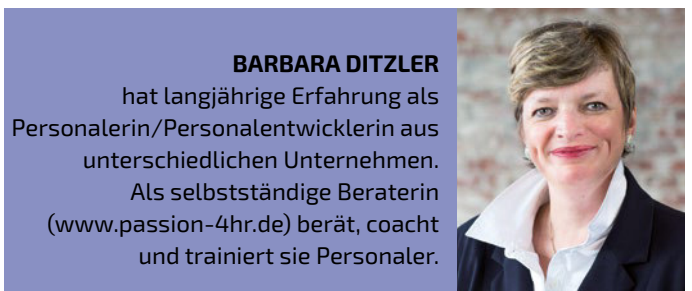 BARBARA DITZLER
hat langjährige Erfahrung als
Personalerin/Personalentwicklerin aus
unterschiedlichen Unternehmen.
Als selbstständige Beraterin
(www.passion-4hr.de) berät, coacht
und trainiert sie Personaler.